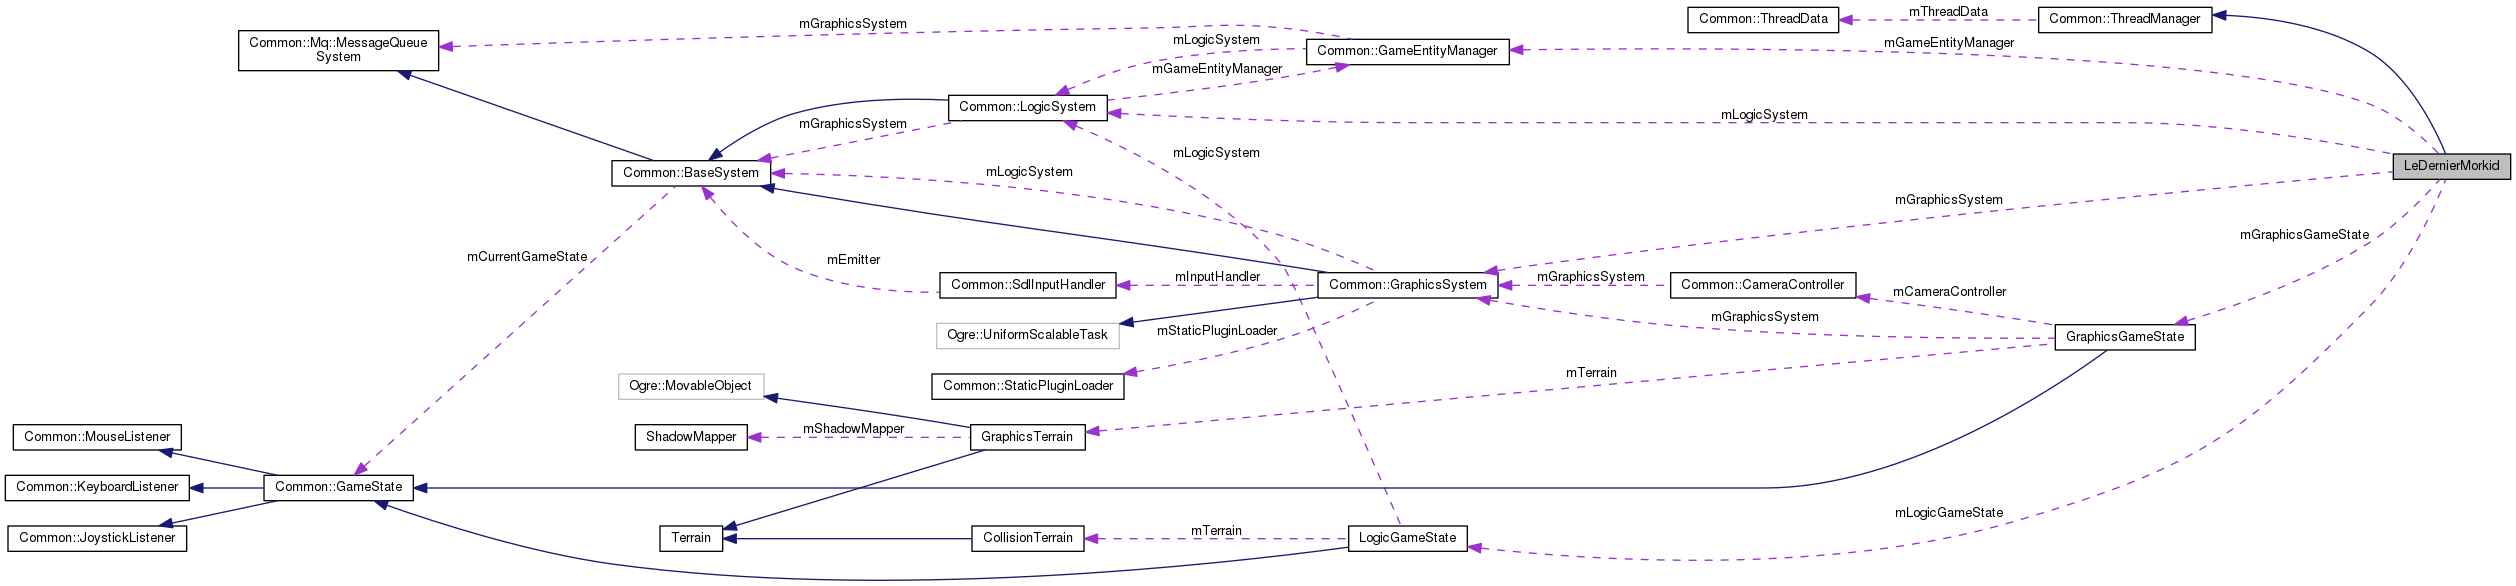 mGraphicsSystem
mThreadData
Common::ThreadData
Common::ThreadManager
Common::Mq::MessageQueue
System
mLogicSystem
Common::GameEntityManager
mGameEntityManager
mGameEntityManager
Common::LogicSystem
mGraphicsSystem
mLogicSystem
mLogicSystem
LeDernierMorkid
Common::BaseSystem
mLogicSystem
mGraphicsSystem
mGraphicsGameState
mCurrentGameState
mEmitter
mInputHandler
mGraphicsSystem
Common::SdlInputHandler
Common::GraphicsSystem
Common::CameraController
mCameraController
mGraphicsSystem
mStaticPluginLoader
Ogre::UniformScalableTask
GraphicsGameState
mTerrain
Ogre::MovableObject
Common::StaticPluginLoader
mShadowMapper
Common::MouseListener
ShadowMapper
GraphicsTerrain
Common::KeyboardListener
Common::GameState
mLogicGameState
mTerrain
Common::JoystickListener
Terrain
CollisionTerrain
LogicGameState